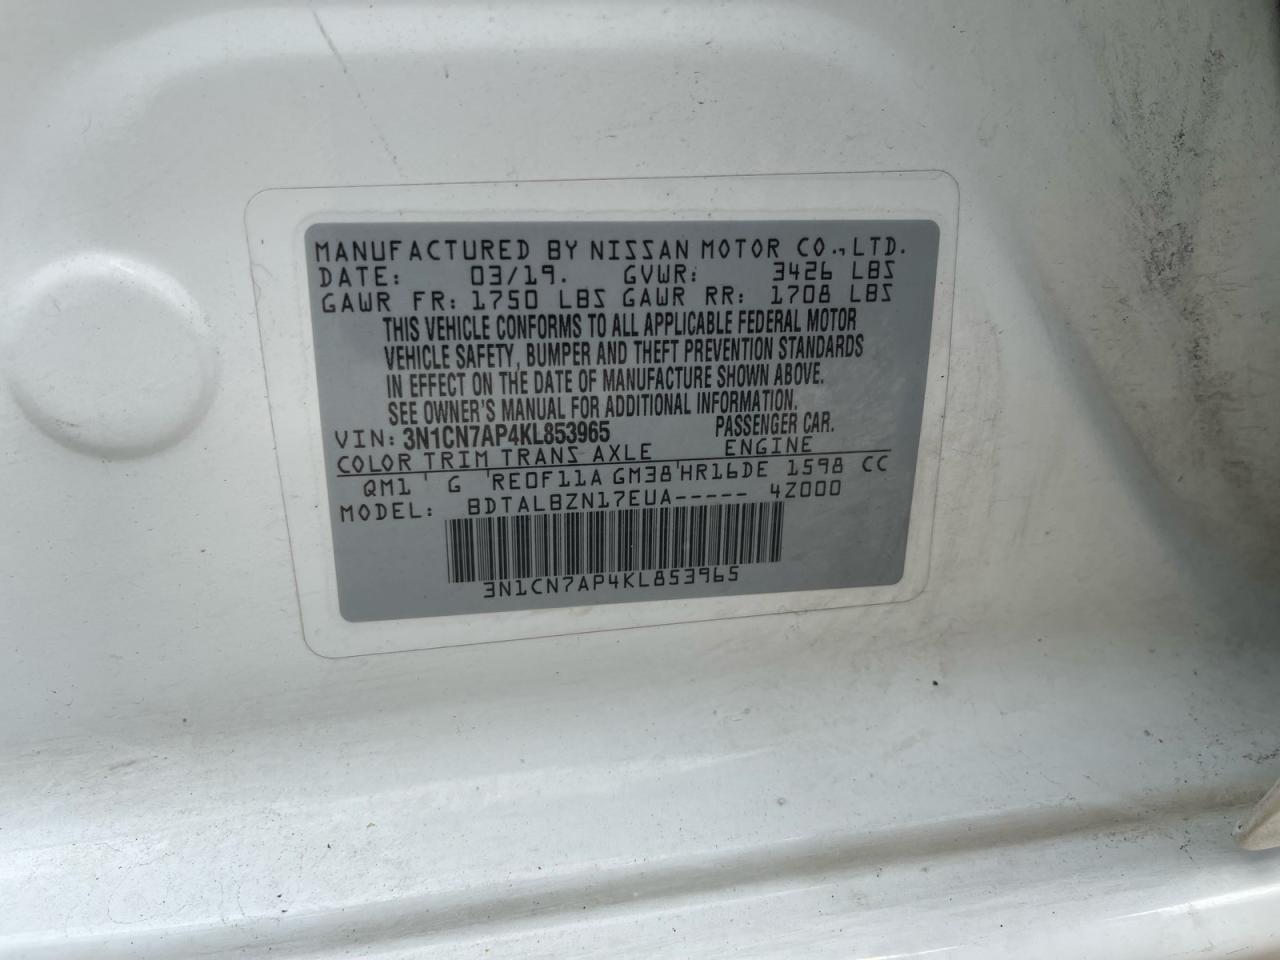 MANUFACTURED BY NISSAN MOTOR CO.,LTD.
DATE: 03/19. GVWR: 3426 LBS
GAWR FR: 1750 LBS GAWR RR: 1708 LBS
THIS VEHICLE CONFORMS TO ALL APPLICABLE FEDERAL MOTOR
VEHICLE SAFETY, BUMPER AND THEFT PREVENTION STANDARDS
IN EFFECT ON THE DATE OF MANUFACTURE SHOWN ABOVE.
SEE OWNER'S MANUAL FOR ADDITIONAL INFORMATION.
VIN: 3N1CN7AP4KL853965 PASSENGER CAR.
COLOR TRIM TRANS AXLE ENGINE
QM1 G RE0F11A GM38 HR16DE 1598 CC
MODEL: BDTALBZN17EUA----- 4Z000
3N1CN7AP4KL853965